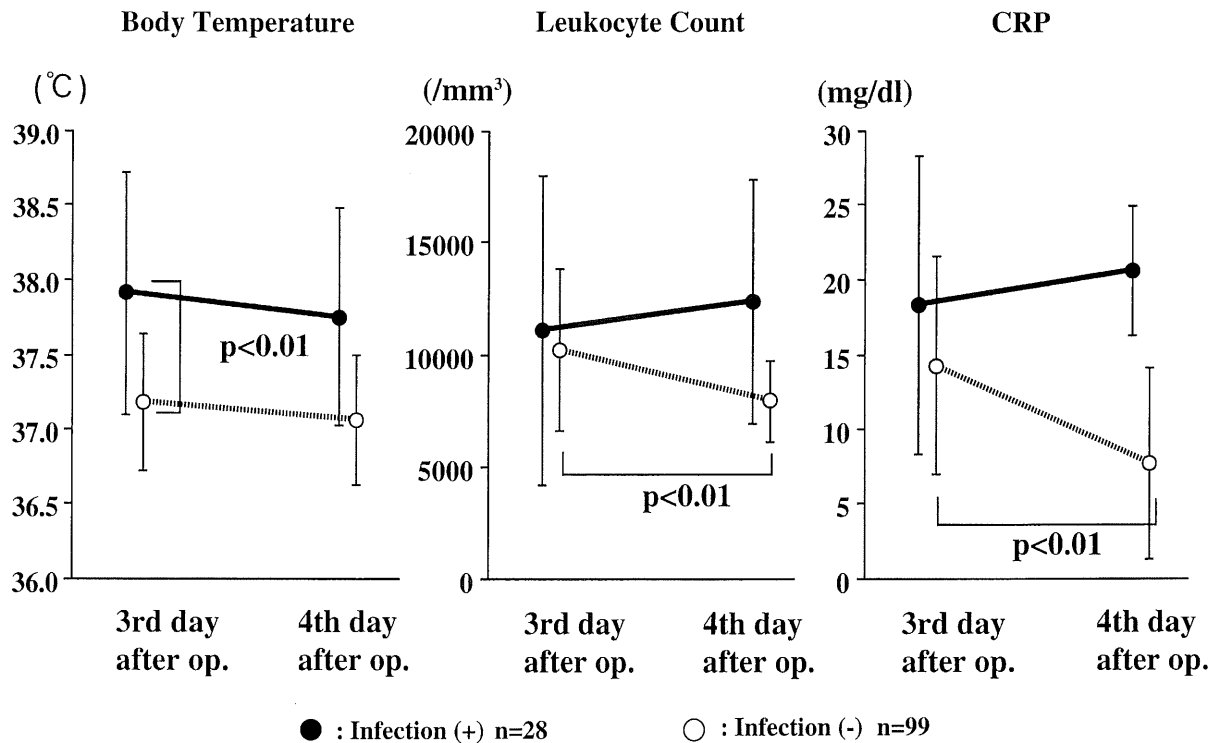 Body Temperature
Leukocyte Count
CRP
(℃)
(/mm³)
(mg/dl)
39.0
38.5
38.0
37.5
37.0
36.5
36.0
p<0.01
20000
15000
10000
5000
0
p<0.01
30
25
20
15
10
5
0
p<0.01
3rd day
after op.
4th day
after op.
3rd day
after op.
4th day
after op.
3rd day
after op.
4th day
after op.
: Infection (+) n=28
: Infection (-) n=99